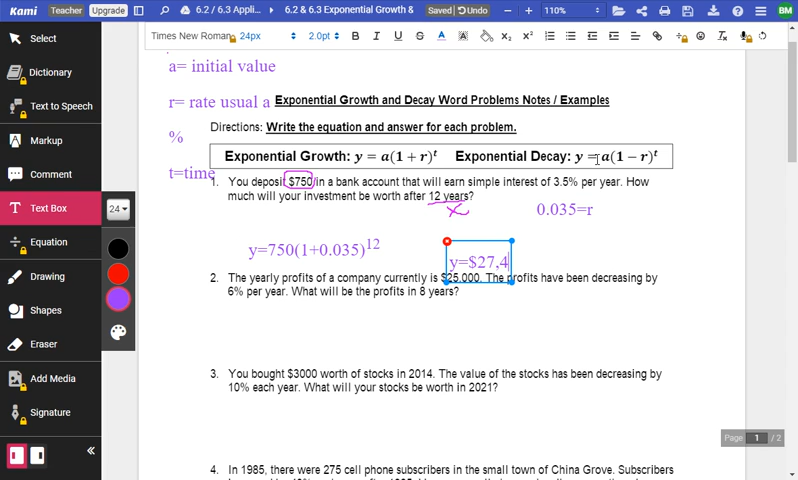 Kami
Teacher
Upgrade
6.2 / 6.3 Appli...
6.2 & 6.3 Exponential Growth &
Saved
Undo
110%
BM
Times New Roman
24px
2.0pt
B
I
U
S
A
X₂
X²
Select
Dictionary
Text to Speech
Markup
Comment
Text Box
Equation
Drawing
Shapes
Eraser
Add Media
Signature
24
a= initial value
r= rate usual a
%
t=time
Exponential Growth and Decay Word Problems Notes / Examples
Directions: Write the equation and answer for each problem.
Exponential Growth: y = a(1 + r)^t Exponential Decay: y = a(1 − r)^t
1. You deposit $750 in a bank account that will earn simple interest of 3.5% per year. How
much will your investment be worth after 12 years?
x
0.035=r
y=750(1+0.035)^12
y=$27,4
2. The yearly profits of a company currently is $25,000. The profits have been decreasing by
6% per year. What will be the profits in 8 years?
3. You bought $3000 worth of stocks in 2014. The value of the stocks has been decreasing by
10% each year. What will your stocks be worth in 2021?
4. In 1985, there were 275 cell phone subscribers in the small town of China Grove. Subscribers
Page 1 / 2